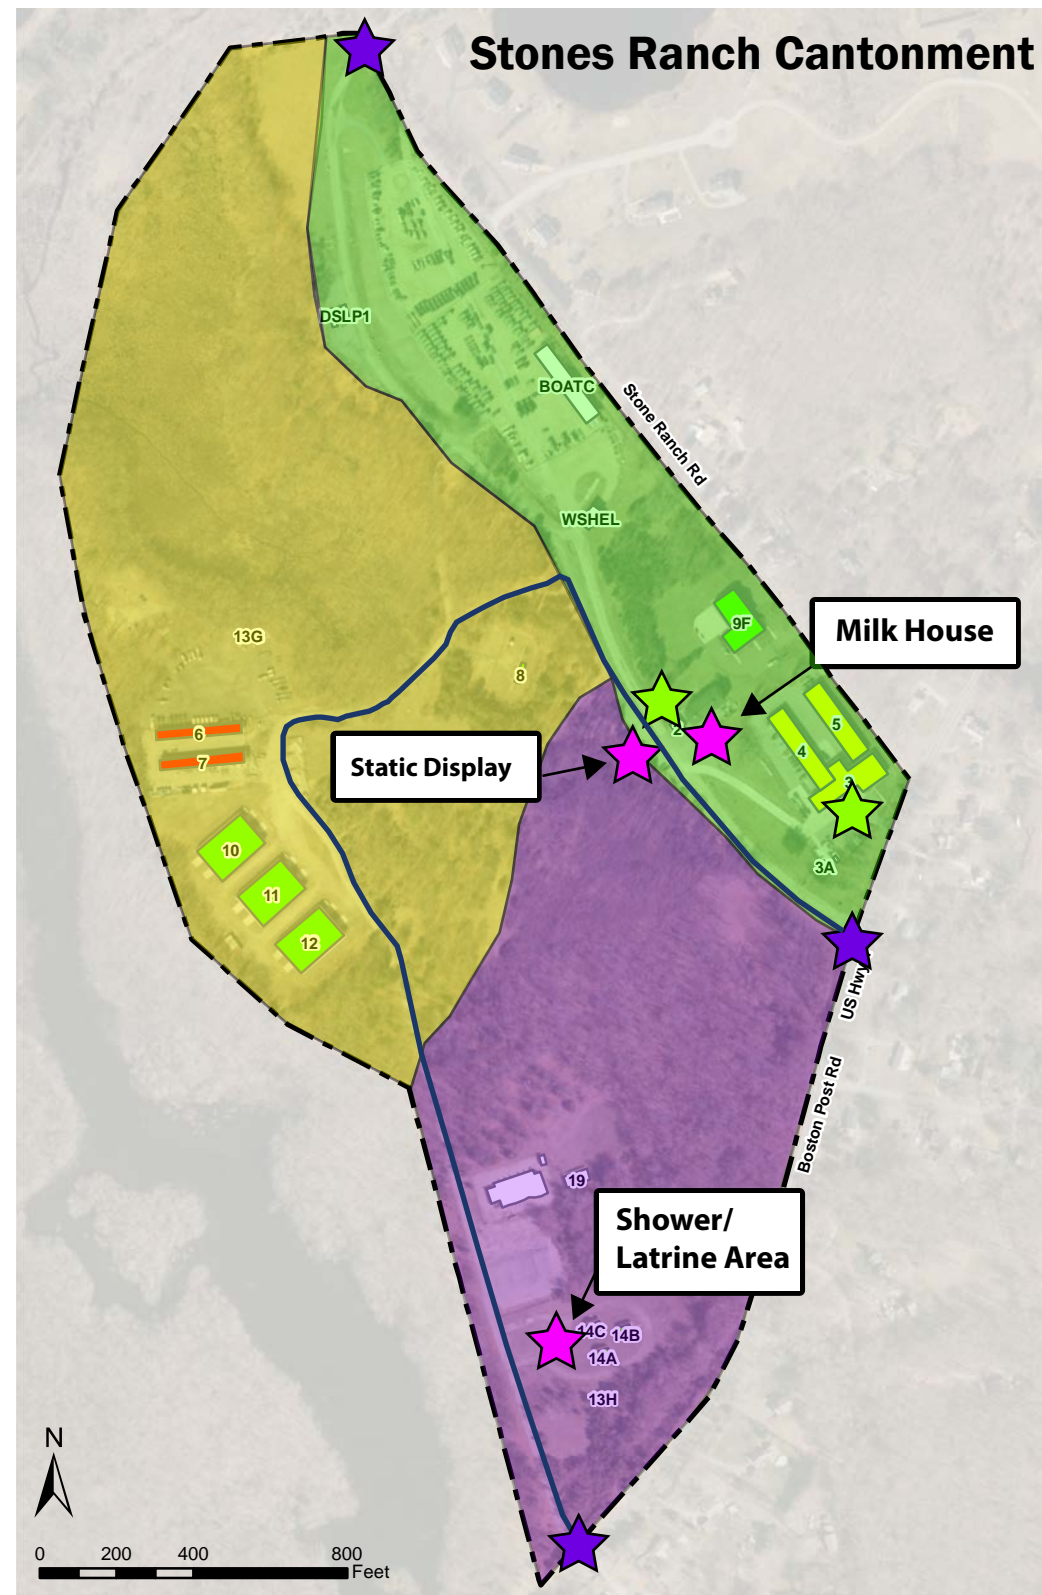 Stones Ranch Cantonment
DSLP1
BOATC
Stone Ranch Rd
WSHEL
9F
Milk House
13G
8
2
5
4
3
6
7
Static Display
10
11
12
3A
US Hwy
Boston Post Rd
19
Shower/
Latrine Area
14C
14B
14A
13H
N
0 200 400 800
Feet